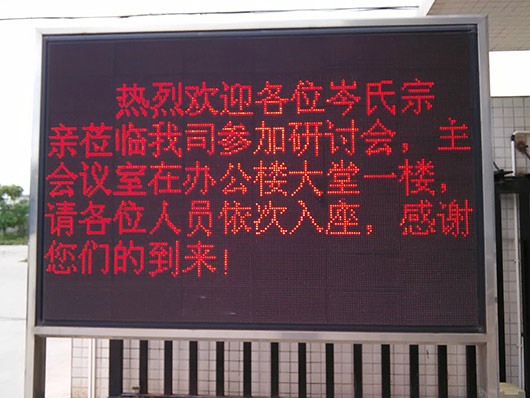 热烈欢迎各位岑氏宗
亲莅临我司参加研讨会，主
会议室在办公楼大堂一楼，
请各位人员依次入座，感谢
您们的到来！